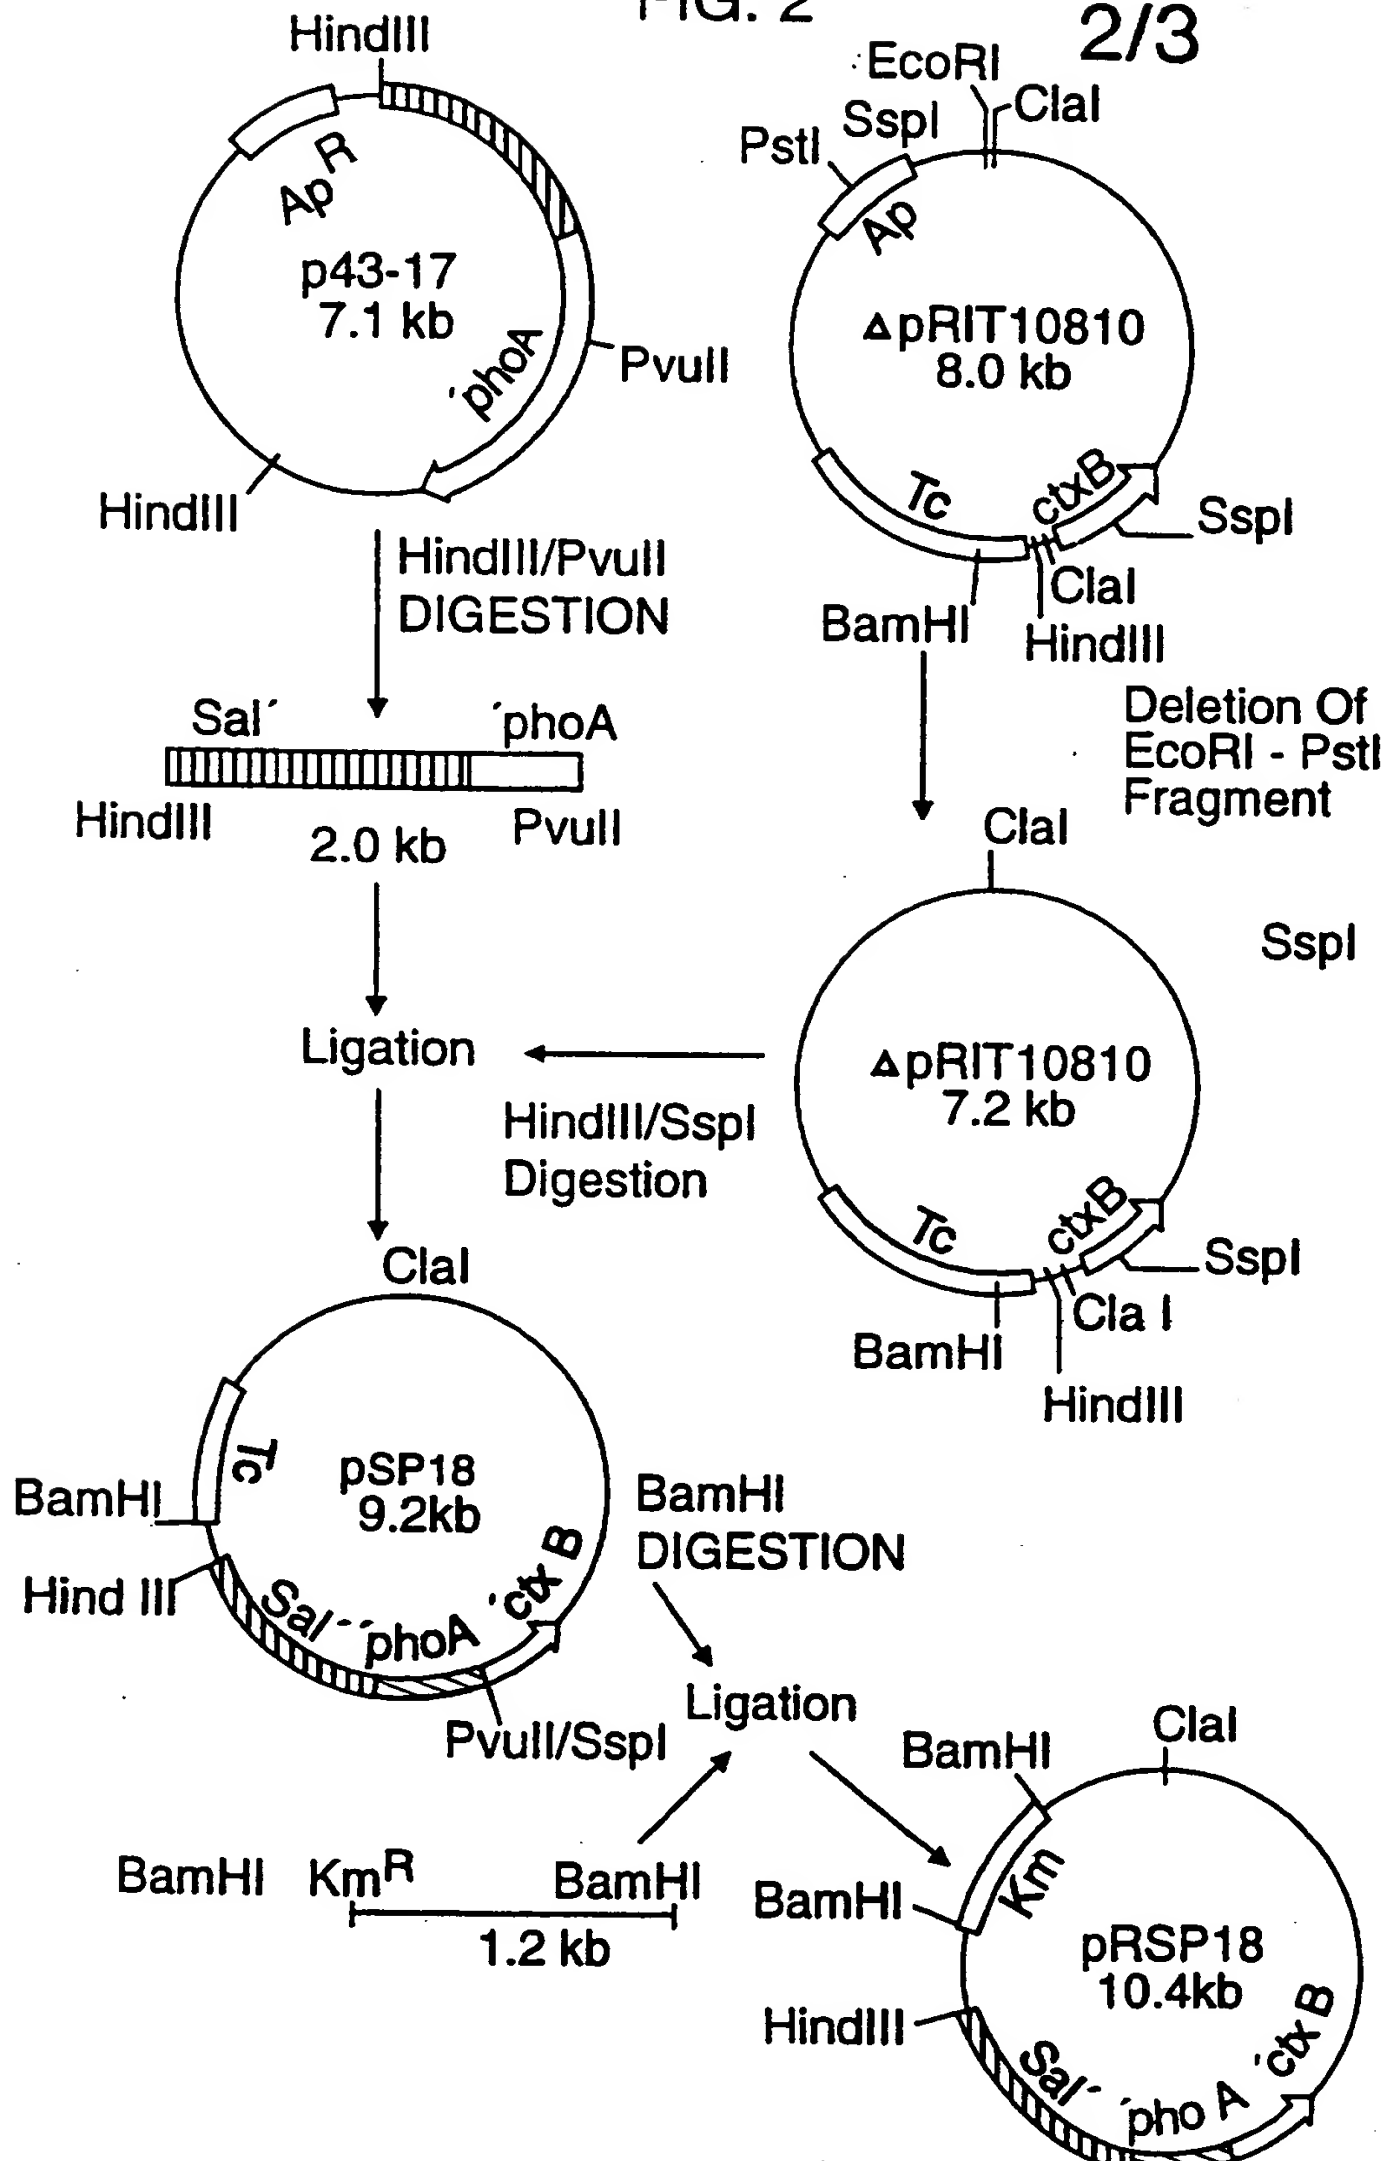 FIG. 2
2/3
HindIII
Ap R
p43-17
7.1 kb
'phoA
PvuII
HindIII
EcoRI
ClaI
SspI
PstI
Ap
ΔpRIT10810
8.0 kb
Tc
ctxB
SspI
ClaI
BamHI
HindIII
HindIII/PvuII
DIGESTION
Deletion Of
EcoRI - PstI
Fragment
Sal´ ´phoA
HindIII
2.0 kb
PvuII
ClaI
SspI
Ligation
HindIII/SspI
Digestion
ΔpRIT10810
7.2 kb
Tc
ctxB
SspI
Cla I
BamHI
HindIII
ClaI
Tc
pSP18
9.2kb
BamHI
Hind III
Sal-´´phoA 'ctx B
PvuII/SspI
BamHI
DIGESTION
Ligation
BamHI KmR BamHI
1.2 kb
BamHI
ClaI
Km
BamHI
pRSP18
10.4kb
HindIII
Sal´- ´pho A 'ctx B